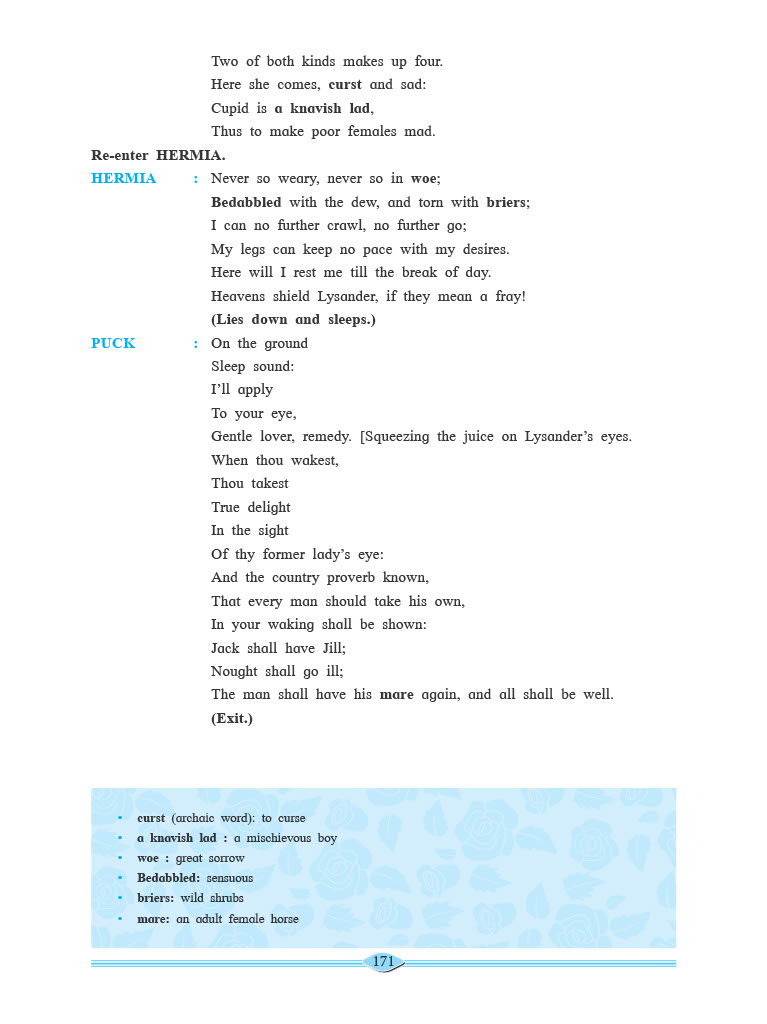 Two of both kinds makes up four.
Here she comes, curst and sad:
Cupid is a knavish lad,
Thus to make poor females mad.
Re-enter HERMIA.
HERMIA : Never so weary, never so in woe;
Bedabbled with the dew, and torn with briers;
I can no further crawl, no further go;
My legs can keep no pace with my desires.
Here will I rest me till the break of day.
Heavens shield Lysander, if they mean a fray!
(Lies down and sleeps.)
PUCK : On the ground
Sleep sound:
I’ll apply
To your eye,
Gentle lover, remedy. [Squeezing the juice on Lysander’s eyes.
When thou wakest,
Thou takest
True delight
In the sight
Of thy former lady’s eye:
And the country proverb known,
That every man should take his own,
In your waking shall be shown:
Jack shall have Jill;
Nought shall go ill;
The man shall have his mare again, and all shall be well.
(Exit.)
• curst (archaic word): to curse
• a knavish lad : a mischievous boy
• woe : great sorrow
• Bedabbled: sensuous
• briers: wild shrubs
• mare: an adult female horse
171